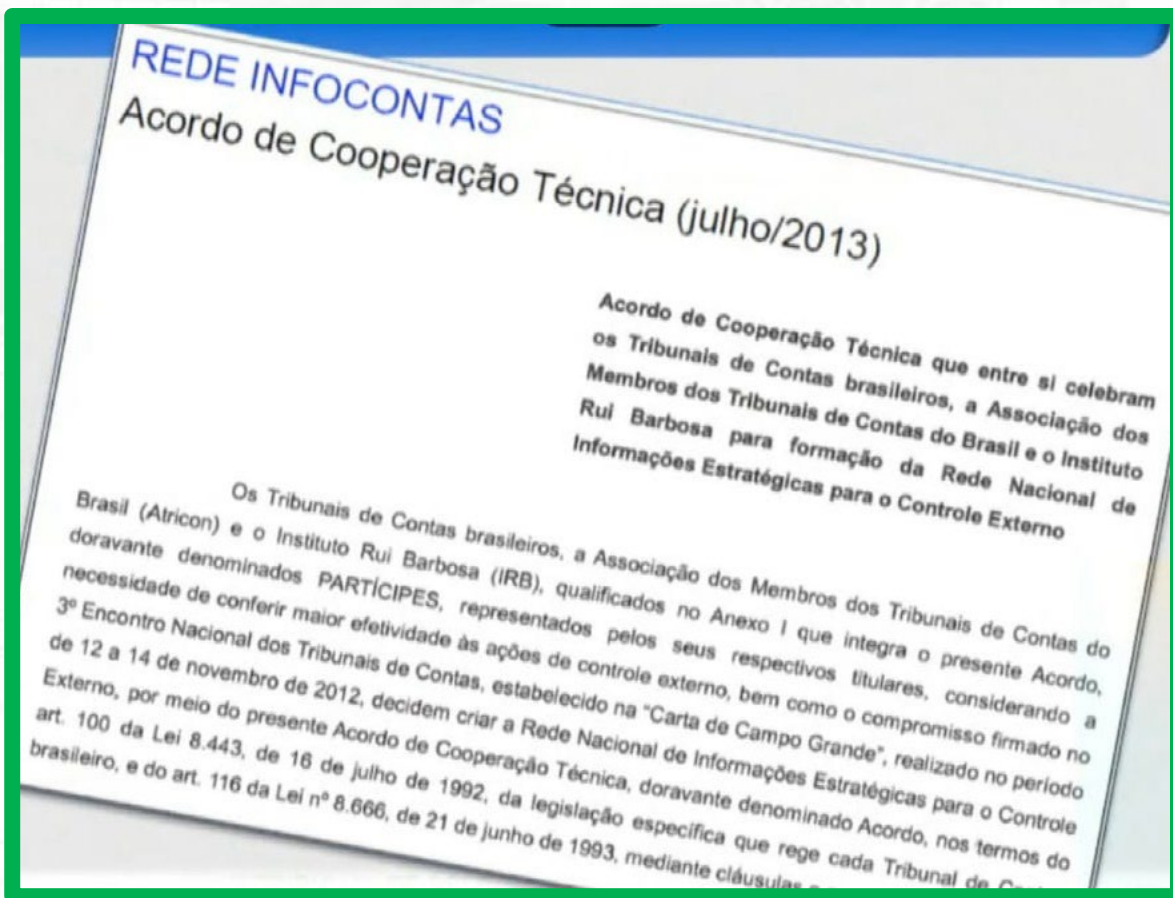 REDE INFOCONTAS
Acordo de Cooperação Técnica (julho/2013)
Acordo de Cooperação Técnica que entre si celebram
os Tribunais de Contas brasileiros, a Associação dos
Membros dos Tribunais de Contas do Brasil e o Instituto
Rui Barbosa para formação da Rede Nacional de
Informações Estratégicas para o Controle Externo
Os Tribunais de Contas brasileiros, a Associação dos Membros dos Tribunais de Contas do
Brasil (Atricon) e o Instituto Rui Barbosa (IRB), qualificados no Anexo I que integra o presente Acordo,
doravante denominados PARTÍCIPES, representados pelos seus respectivos titulares, considerando a
necessidade de conferir maior efetividade às ações de controle externo, bem como o compromisso firmado no
3º Encontro Nacional dos Tribunais de Contas, estabelecido na “Carta de Campo Grande”, realizado no período
de 12 a 14 de novembro de 2012, decidem criar a Rede Nacional de Informações Estratégicas para o Controle
Externo, por meio do presente Acordo de Cooperação Técnica, doravante denominado Acordo, nos termos do
art. 100 da Lei 8.443, de 16 de julho de 1992, da legislação específica que rege cada Tribunal de
brasileiro, e do art. 116 da Lei nº 8.666, de 21 de junho de 1993, mediante cláusulas